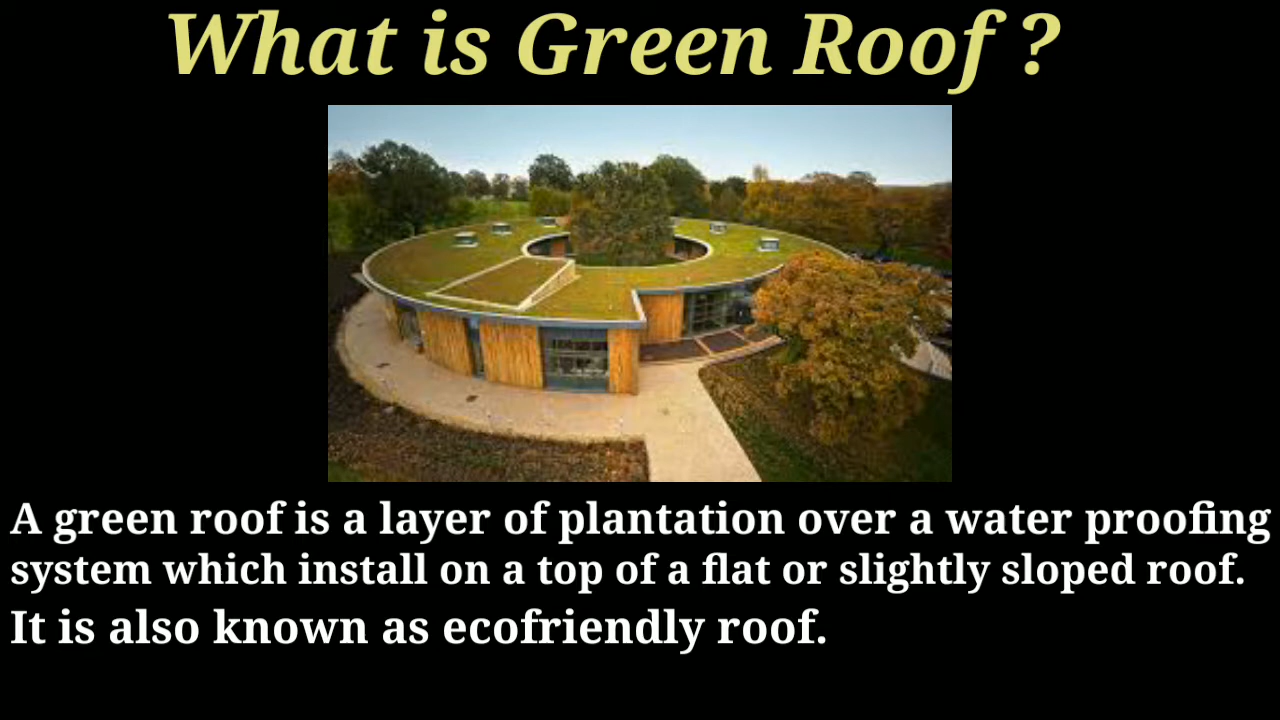 What is Green Roof ?
A green roof is a layer of plantation over a water proofing
system which install on a top of a flat or slightly sloped roof.
It is also known as ecofriendly roof.